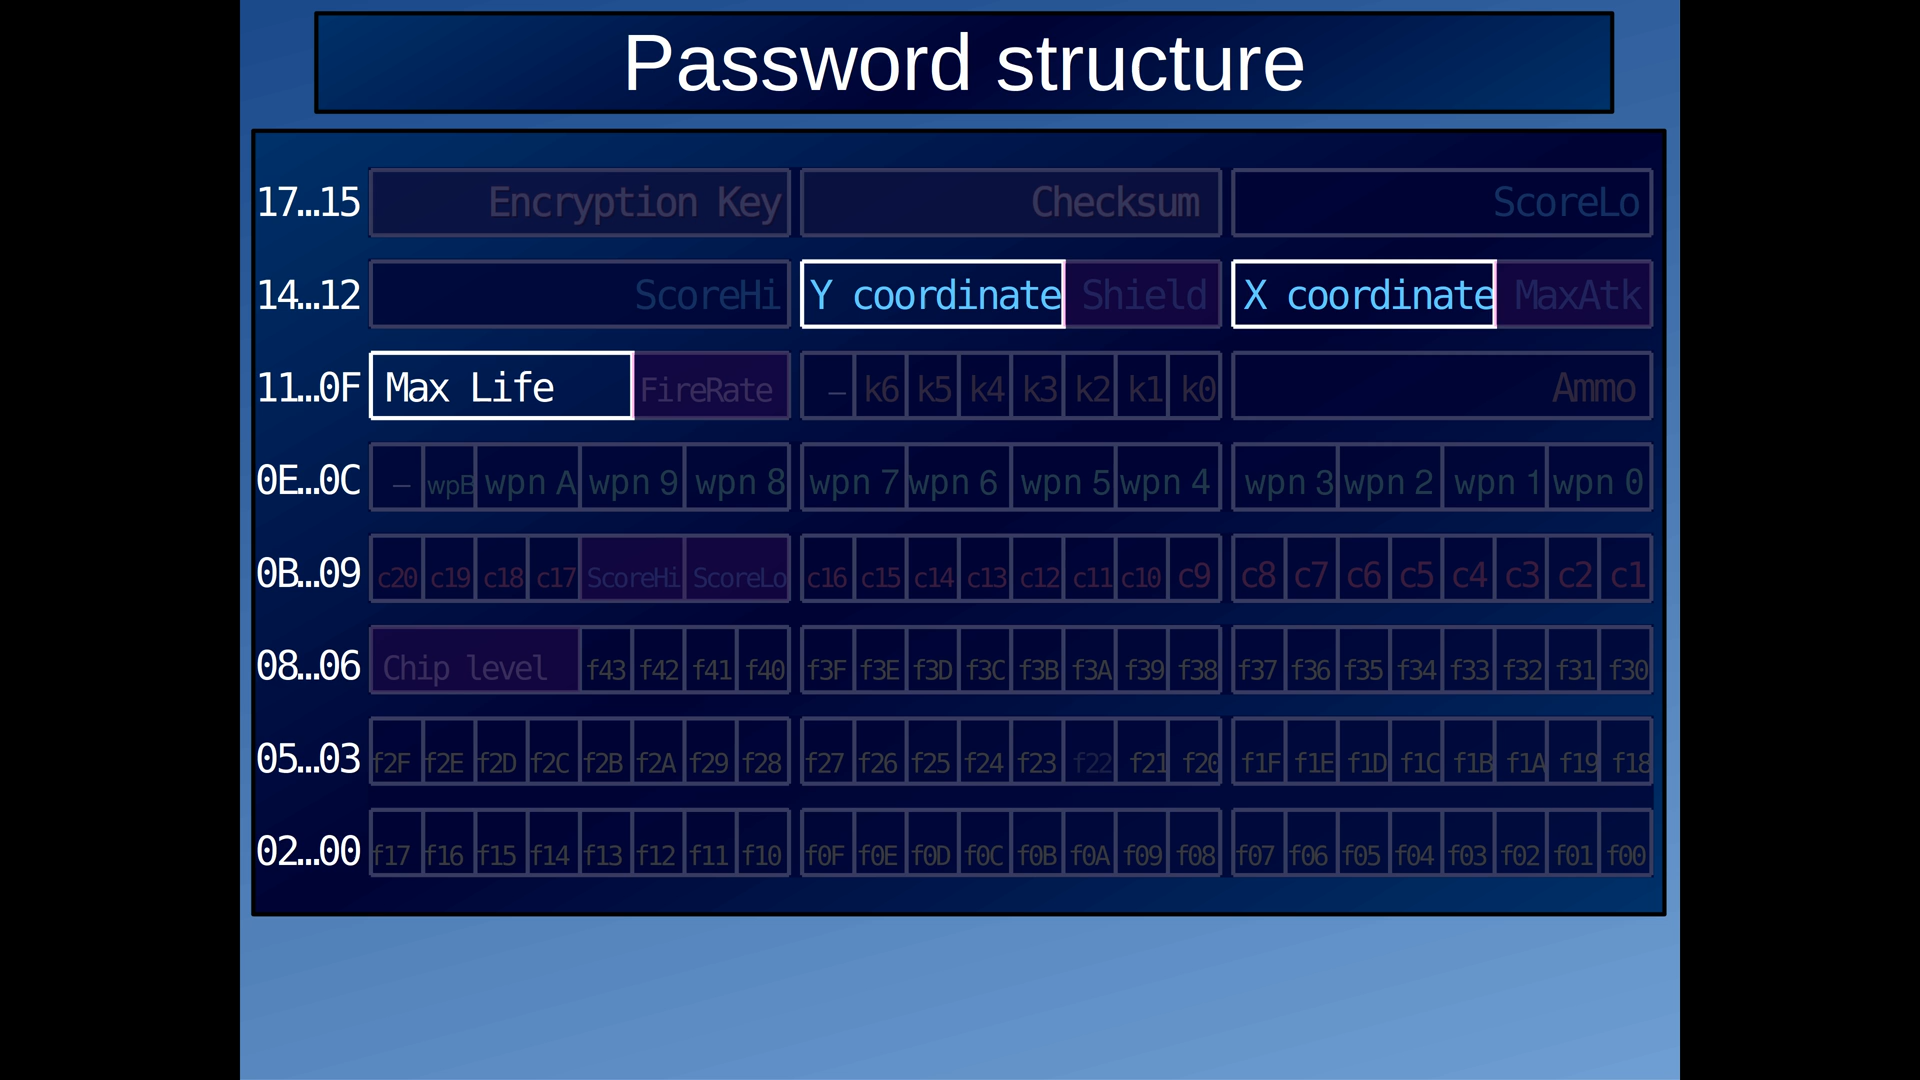 Password structure
17…15 Encryption Key Checksum ScoreLo
14…12 ScoreHi Y coordinate Shield X coordinate MaxAtk
11…0F Max Life FireRate – k6 k5 k4 k3 k2 k1 k0 Ammo
0E…0C – wpB wpn A wpn 9 wpn 8 wpn 7 wpn 6 wpn 5 wpn 4 wpn 3 wpn 2 wpn 1 wpn 0
0B…09 c20 c19 c18 c17 ScoreHi ScoreLo c16 c15 c14 c13 c12 c11 c10 c9 c8 c7 c6 c5 c4 c3 c2 c1
08…06 Chip level f43 f42 f41 f40 f3F f3E f3D f3C f3B f3A f39 f38 f37 f36 f35 f34 f33 f32 f31 f30
05…03 f2F f2E f2D f2C f2B f2A f29 f28 f27 f26 f25 f24 f23 f22 f21 f20 f1F f1E f1D f1C f1B f1A f19 f18
02…00 f17 f16 f15 f14 f13 f12 f11 f10 f0F f0E f0D f0C f0B f0A f09 f08 f07 f06 f05 f04 f03 f02 f01 f00